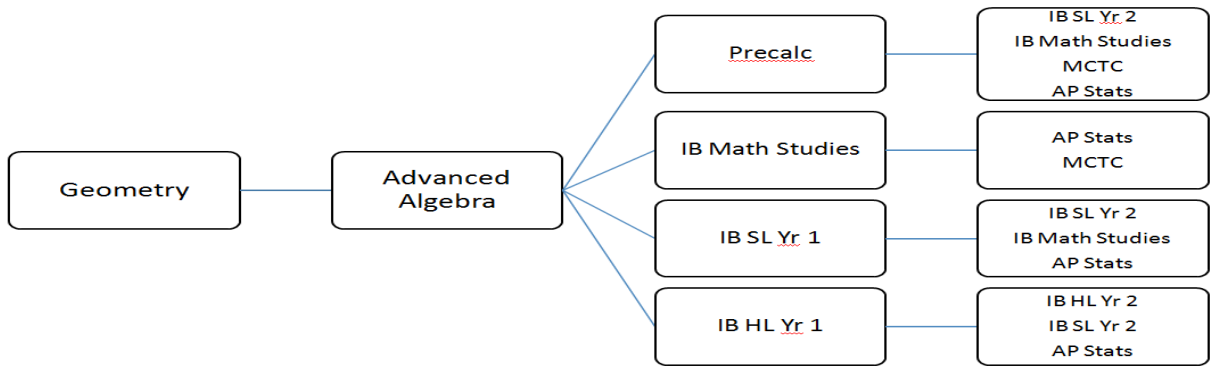 Geometry
Advanced
Algebra
Precalc
IB SL Yr 2
IB Math Studies
MCTC
AP Stats
IB Math Studies
AP Stats
MCTC
IB SL Yr 1
IB SL Yr 2
IB Math Studies
AP Stats
IB HL Yr 1
IB HL Yr 2
IB SL Yr 2
AP Stats